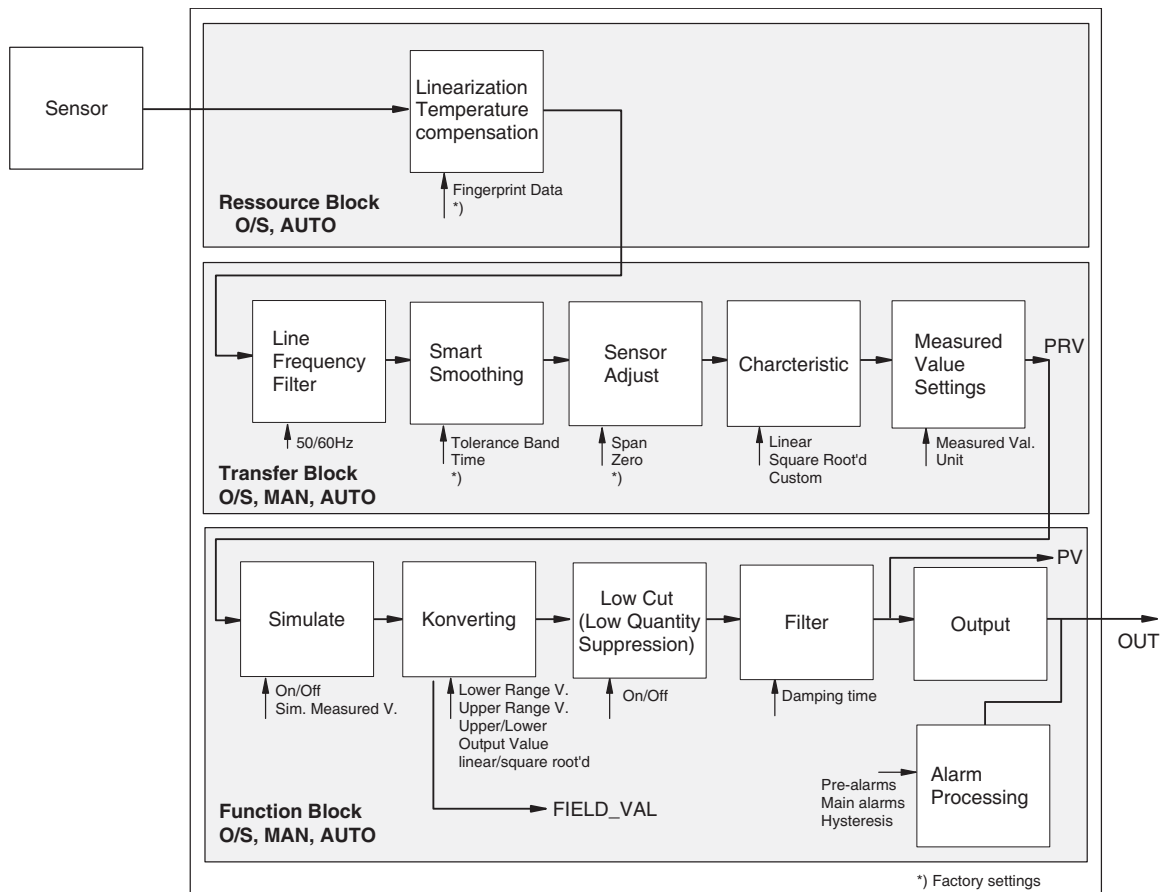 Sensor
Linearization
Temperature
compensation
Fingerprint Data
*)
Ressource Block
O/S, AUTO
Line
Frequency
Filter
Smart
Smoothing
Sensor
Adjust
Charcteristic
Measured
Value
Settings
PRV
50/60Hz
Tolerance Band
Time
*)
Span
Zero
*)
Linear
Square Root'd
Custom
Measured Val.
Unit
Transfer Block
O/S, MAN, AUTO
Simulate
Konverting
Low Cut
(Low Quantity
Suppression)
Filter
PV
Output
OUT
On/Off
Sim. Measured V.
Lower Range V.
Upper Range V.
Upper/Lower
Output Value
linear/square root'd
On/Off
Damping time
Pre-alarms
Main alarms
Hysteresis
Alarm
Processing
FIELD_VAL
Function Block
O/S, MAN, AUTO
*) Factory settings